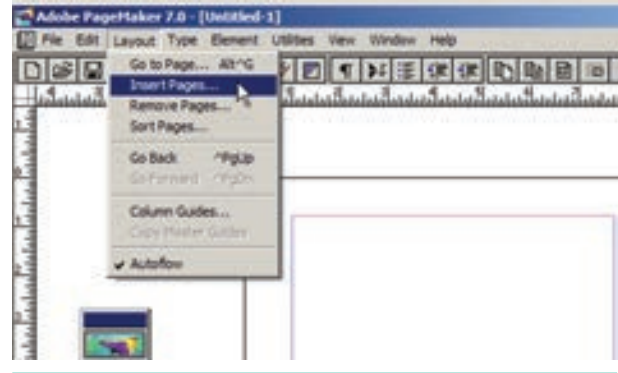 Adobe PageMaker 7.0 - [Untitled-1]
File Edit Layout Type Element Utilities View Window Help
Go to Page... Alt^G
Insert Pages...
Remove Pages...
Sort Pages...
Go Back ^PgUp
Go Forward ^PgDn
Column Guides...
Copy Master Guides
Autoflow